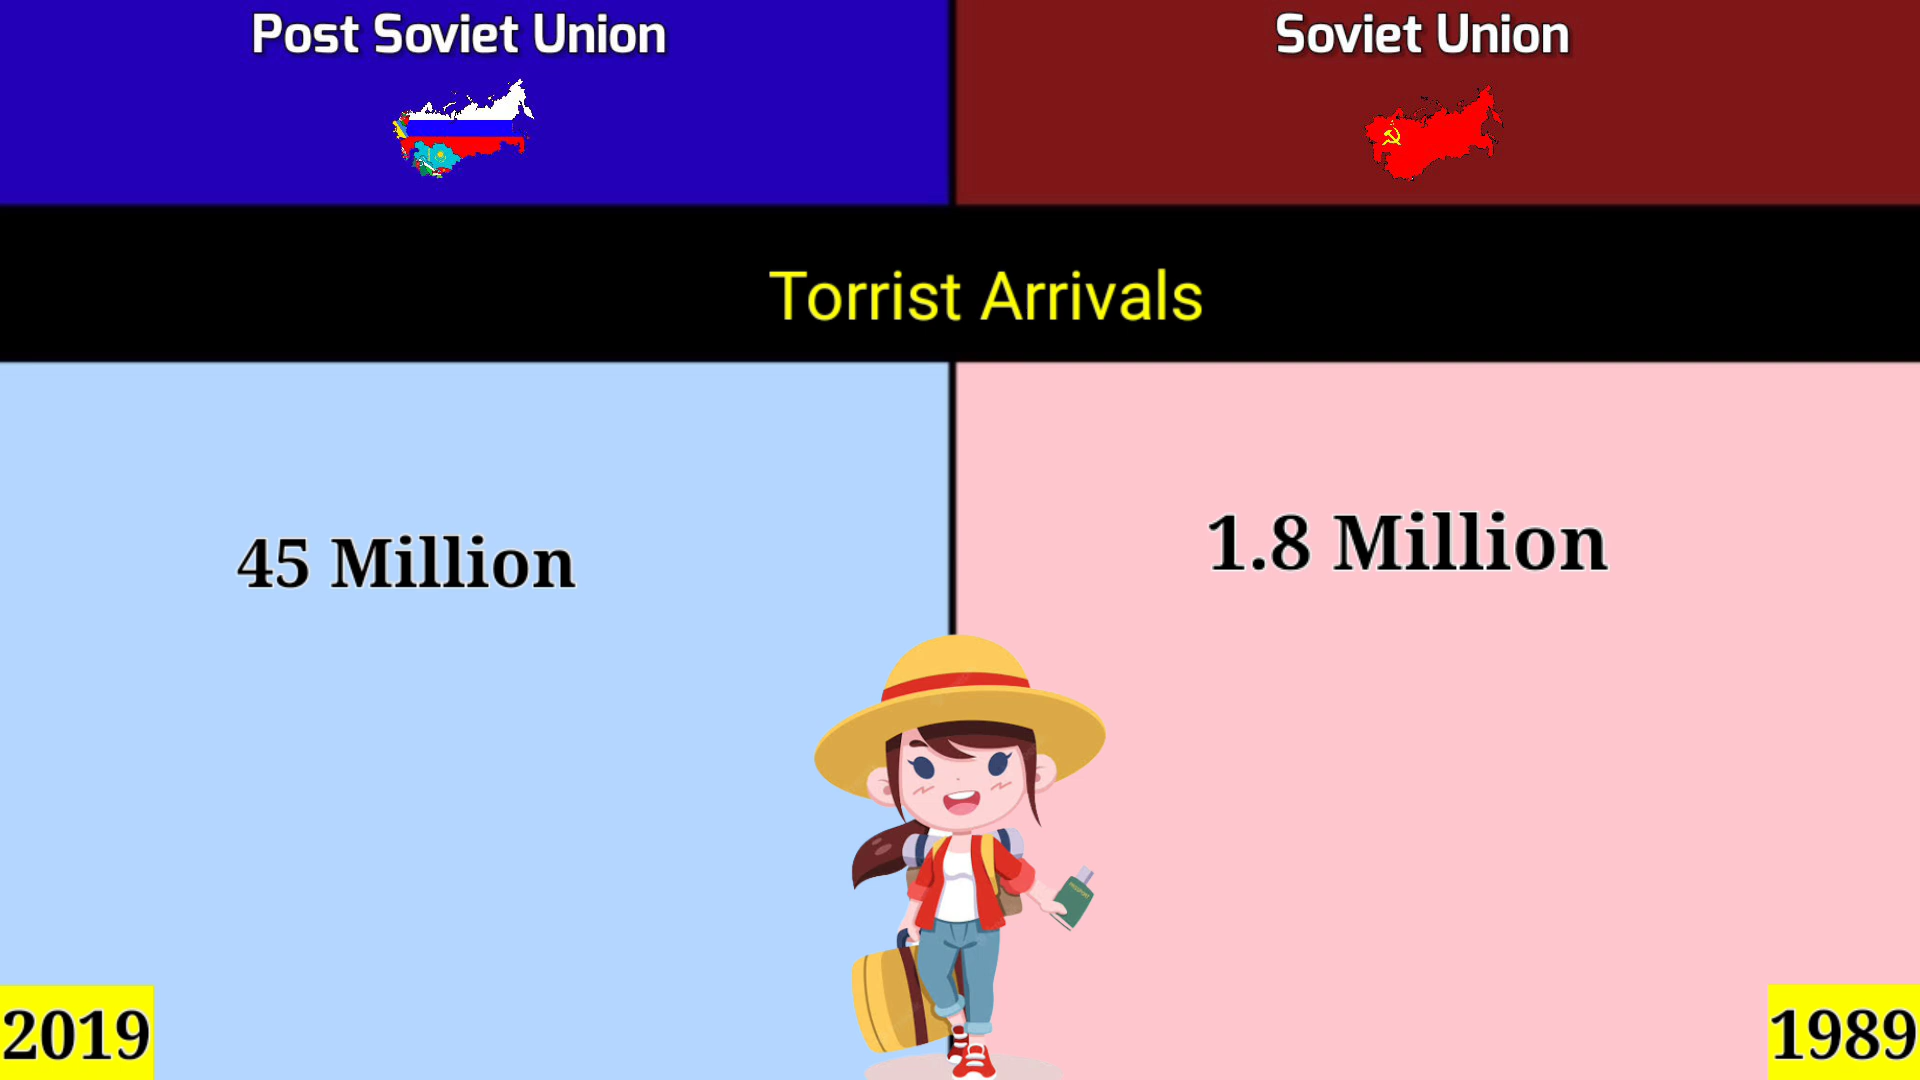 Post Soviet Union
Soviet Union
Torrist Arrivals
45 Million
1.8 Million
2019
1989